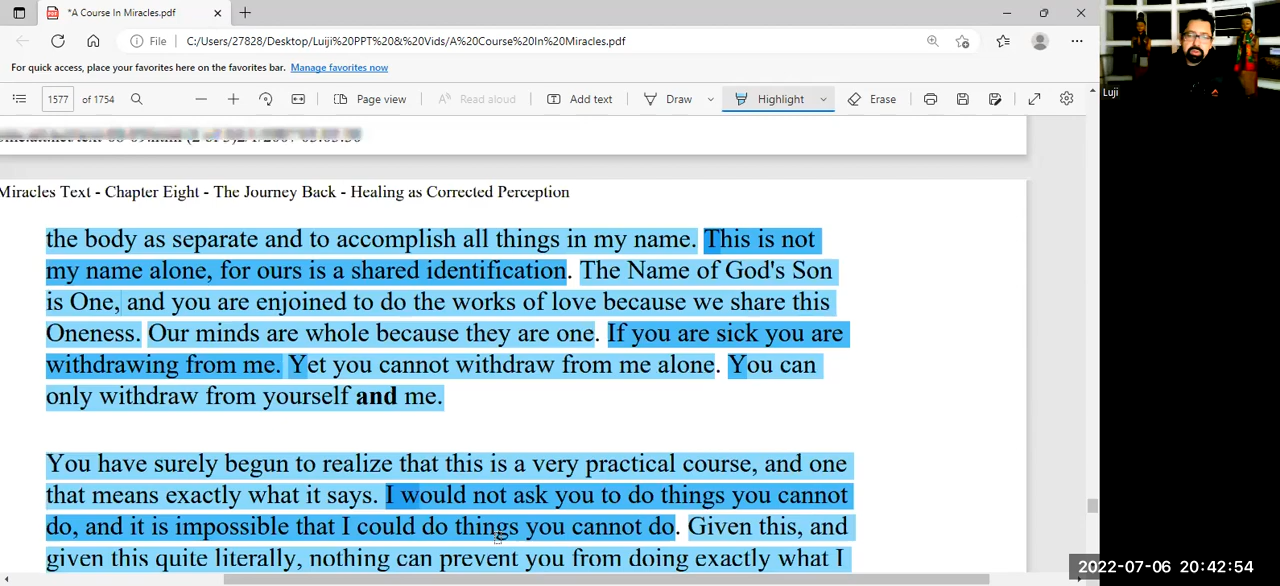 *A Course In Miracles.pdf
File C:/Users/27828/Desktop/Luiji%20PPT%20&%20Vids/A%20Course%20In%20Miracles.pdf
For quick access, place your favorites here on the favorites bar. Manage favorites now
1577 of 1754 Page view Read aloud Add text Draw Highlight Erase
Luji
Miracles Text - Chapter Eight - The Journey Back - Healing as Corrected Perception
the body as separate and to accomplish all things in my name. This is not
my name alone, for ours is a shared identification. The Name of God's Son
is One, and you are enjoined to do the works of love because we share this
Oneness. Our minds are whole because they are one. If you are sick you are
withdrawing from me. Yet you cannot withdraw from me alone. You can
only withdraw from yourself and me.
You have surely begun to realize that this is a very practical course, and one
that means exactly what it says. I would not ask you to do things you cannot
do, and it is impossible that I could do things you cannot do. Given this, and
given this quite literally, nothing can prevent you from doing exactly what I
2022-07-06 20:42:54